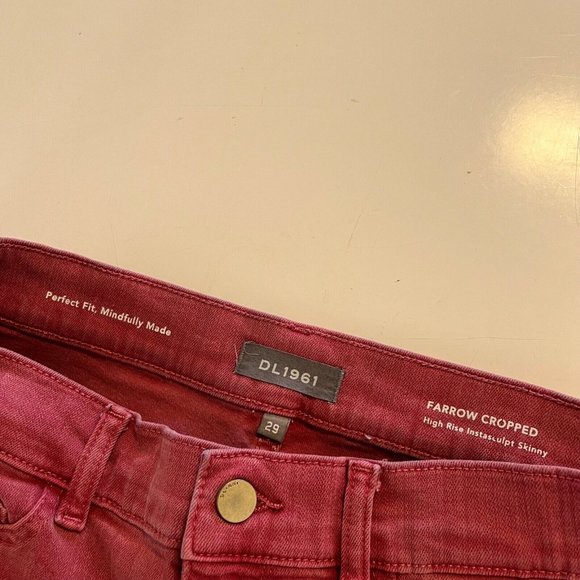 Perfect Fit, Mindfully Made
DL1961
29
FARROW CROPPED
High Rise Instasculpt Skinny